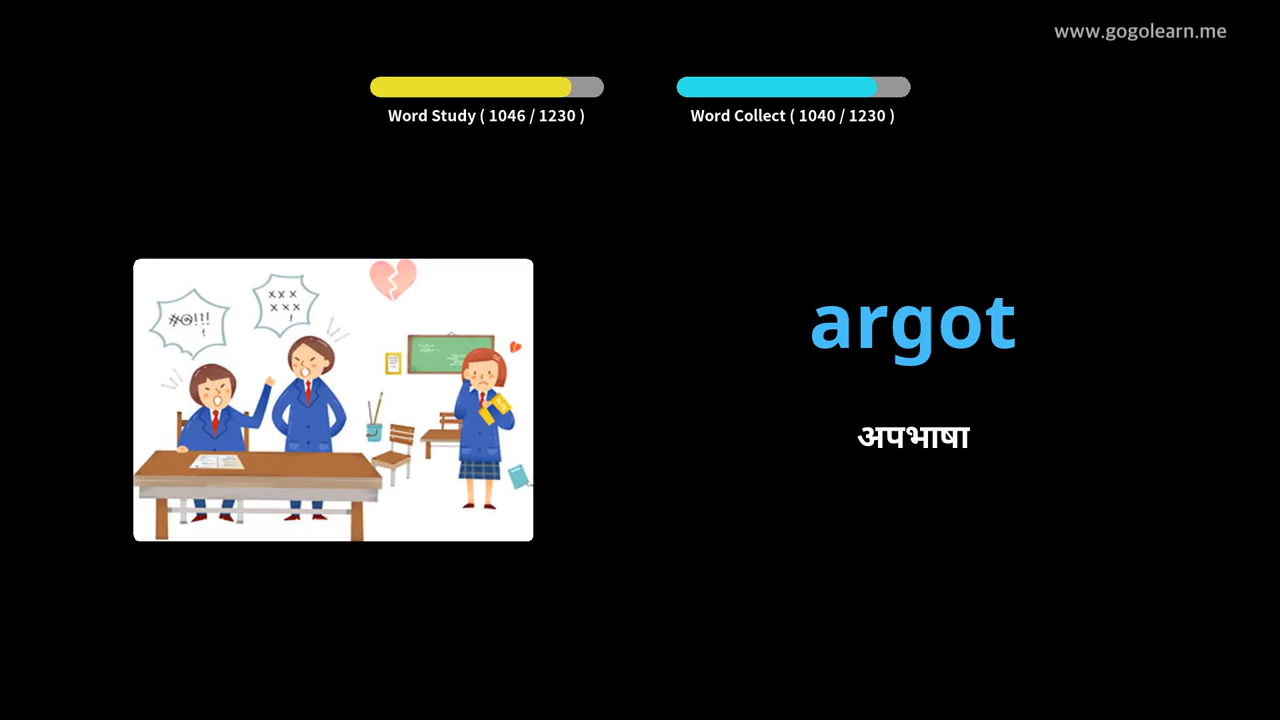 www.gogolearn.me
Word Study ( 1046 / 1230 )
Word Collect ( 1040 / 1230 )
#@!!!
!
x x x
x x x
!
argot
अपभाषा